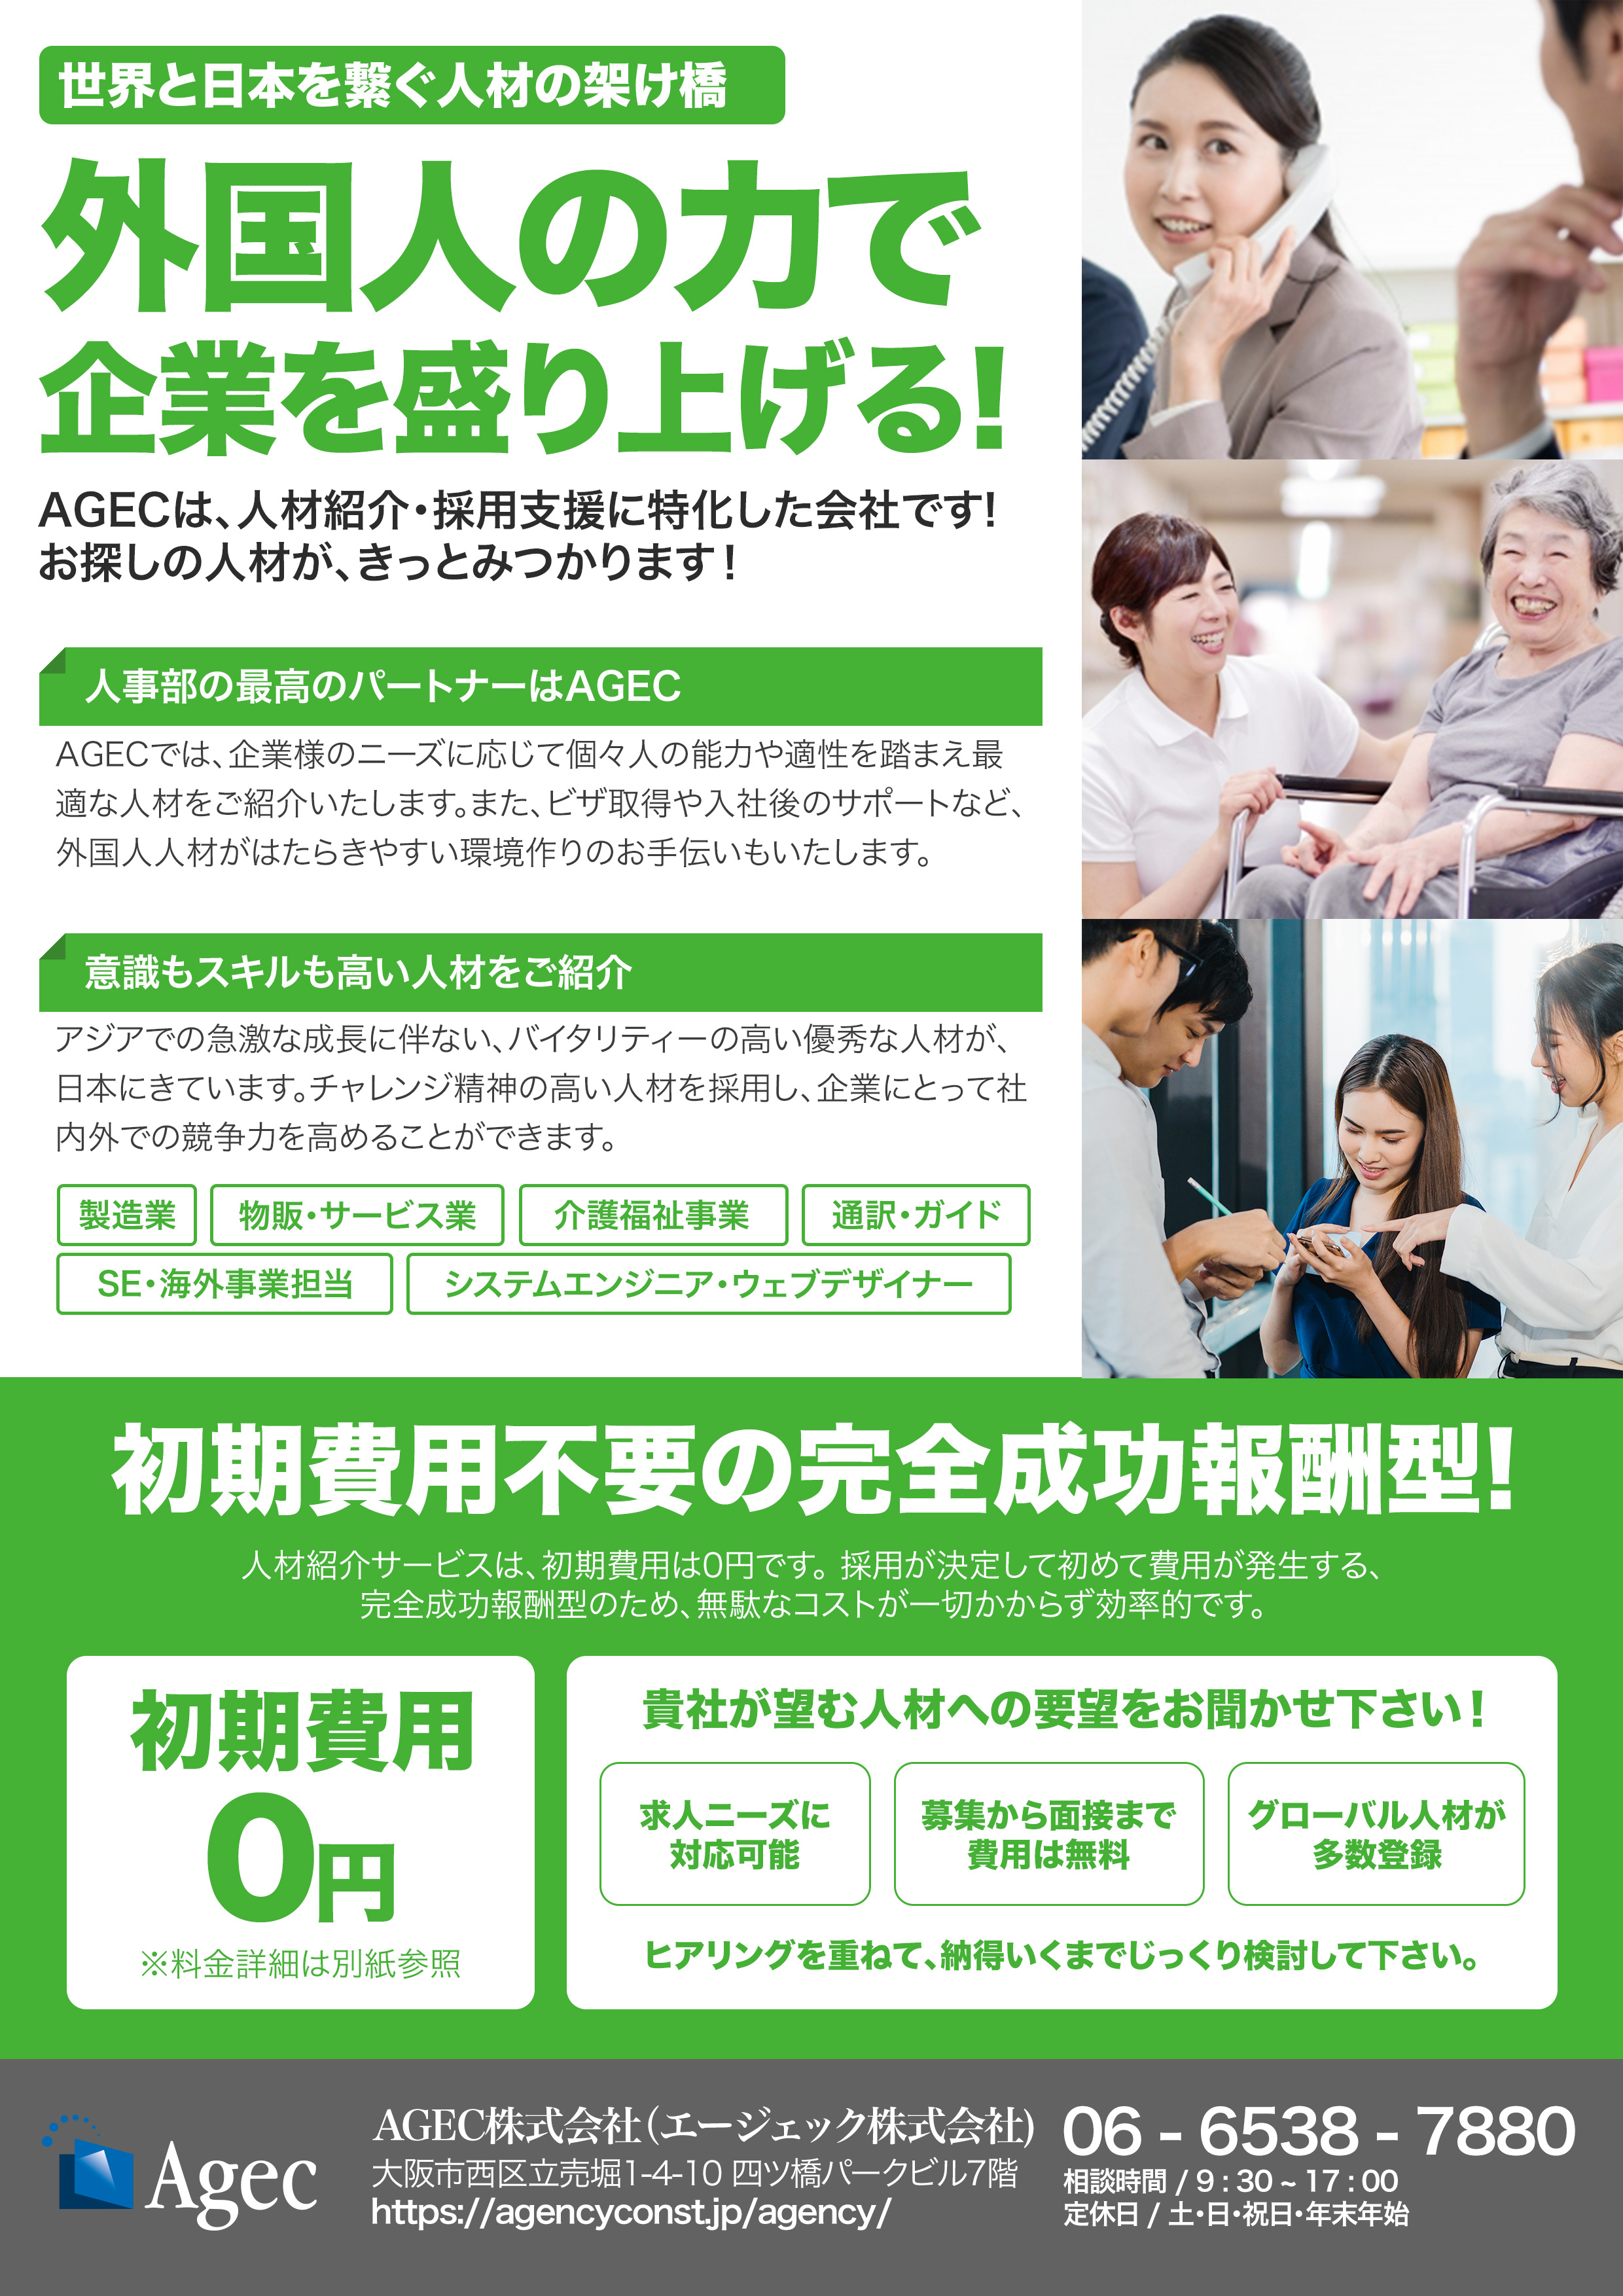 世界と日本を繋ぐ人材の架け橋
外国人の力で
企業を盛り上げる!
AGECは、人材紹介・採用支援に特化した会社です!
お探しの人材が、きっとみつかります！
人事部の最高のパートナーはAGEC
AGECでは、企業様のニーズに応じて個々人の能力や適性を踏まえ最
適な人材をご紹介いたします。また、ビザ取得や入社後のサポートなど、
外国人人材がはたらきやすい環境作りのお手伝いもいたします。
意識もスキルも高い人材をご紹介
アジアでの急激な成長に伴ない、バイタリティーの高い優秀な人材が、
日本にきています。チャレンジ精神の高い人材を採用し、企業にとって社
内外での競争力を高めることができます。
製造業 物販・サービス業 介護福祉事業 通訳・ガイド
SE・海外事業担当 システムエンジニア・ウェブデザイナー
初期費用不要の完全成功報酬型!
人材紹介サービスは、初期費用は0円です。採用が決定して初めて費用が発生する、
完全成功報酬型のため、無駄なコストが一切かからず効率的です。
初期費用
0円
※料金詳細は別紙参照
貴社が望む人材への要望をお聞かせ下さい！
求人ニーズに
対応可能
募集から面接まで
費用は無料
グローバル人材が
多数登録
ヒアリングを重ねて、納得いくまでじっくり検討して下さい。
Agec
AGEC株式会社(エージェック株式会社)
大阪市西区立売堀1-4-10 四ツ橋パークビル7階
https://agencyconst.jp/agency/
06 - 6538 - 7880
相談時間 / 9：30 ~ 17：00
定休日 / 土・日・祝日・年末年始